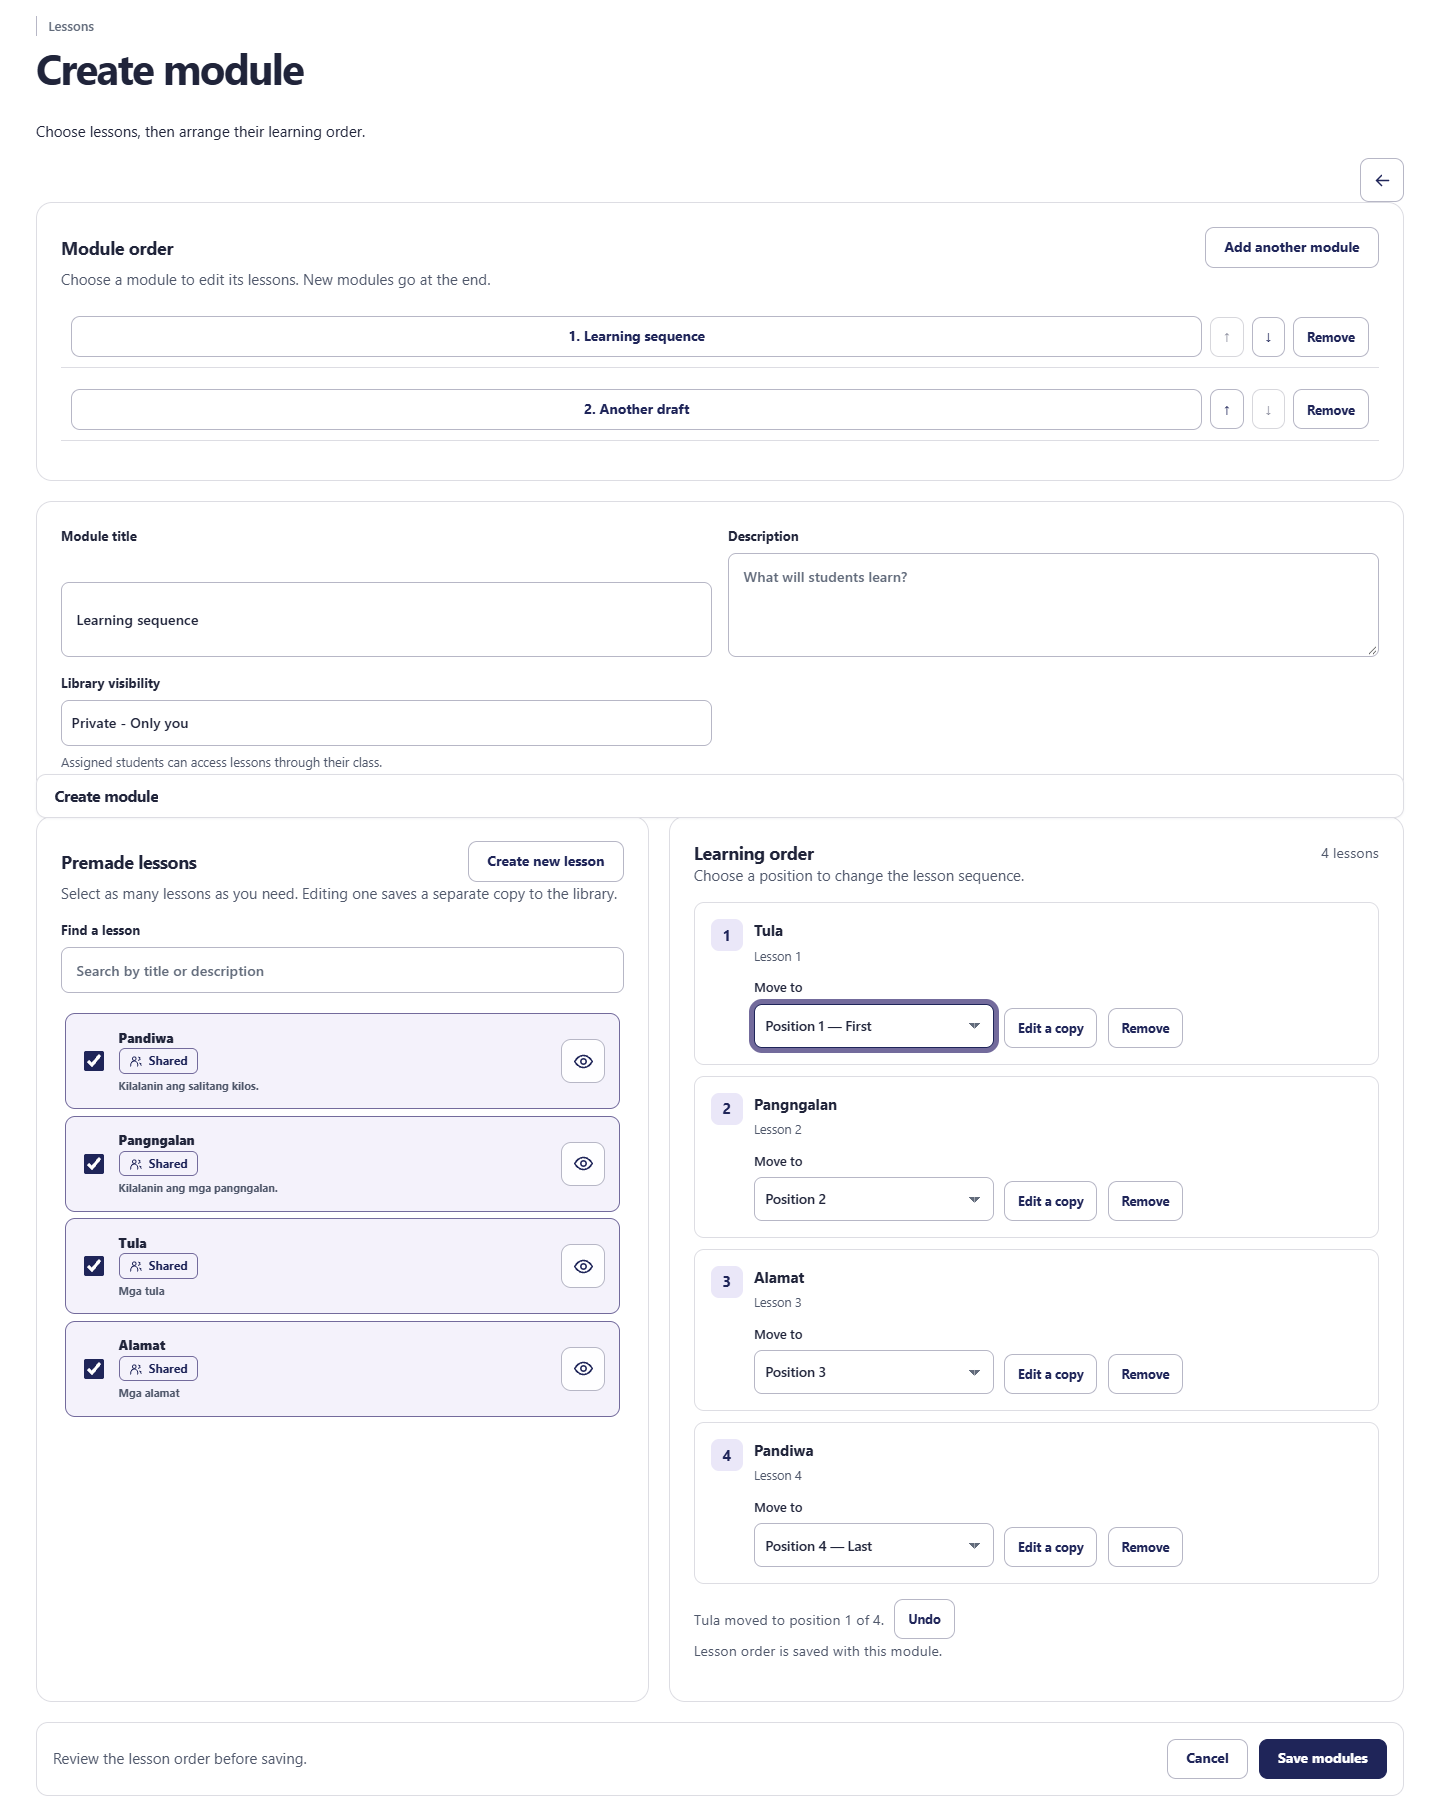 Lessons
Create module
Choose lessons, then arrange their learning order.
←
Module order
Add another module
Choose a module to edit its lessons. New modules go at the end.
1. Learning sequence
↑
↓
Remove
2. Another draft
↑
↓
Remove
Module title
Description
What will students learn?
Learning sequence
Library visibility
Private - Only you
Assigned students can access lessons through their class.
Create module
Premade lessons
Create new lesson
Select as many lessons as you need. Editing one saves a separate copy to the library.
Find a lesson
Search by title or description
Pandiwa
Shared
Kilalanin ang salitang kilos.
Pangngalan
Shared
Kilalanin ang mga pangngalan.
Tula
Shared
Mga tula
Alamat
Shared
Mga alamat
Learning order
4 lessons
Choose a position to change the lesson sequence.
1
Tula
Lesson 1
Move to
Position 1 — First
Edit a copy
Remove
2
Pangngalan
Lesson 2
Move to
Position 2
Edit a copy
Remove
3
Alamat
Lesson 3
Move to
Position 3
Edit a copy
Remove
4
Pandiwa
Lesson 4
Move to
Position 4 — Last
Edit a copy
Remove
Tula moved to position 1 of 4.
Undo
Lesson order is saved with this module.
Review the lesson order before saving.
Cancel
Save modules